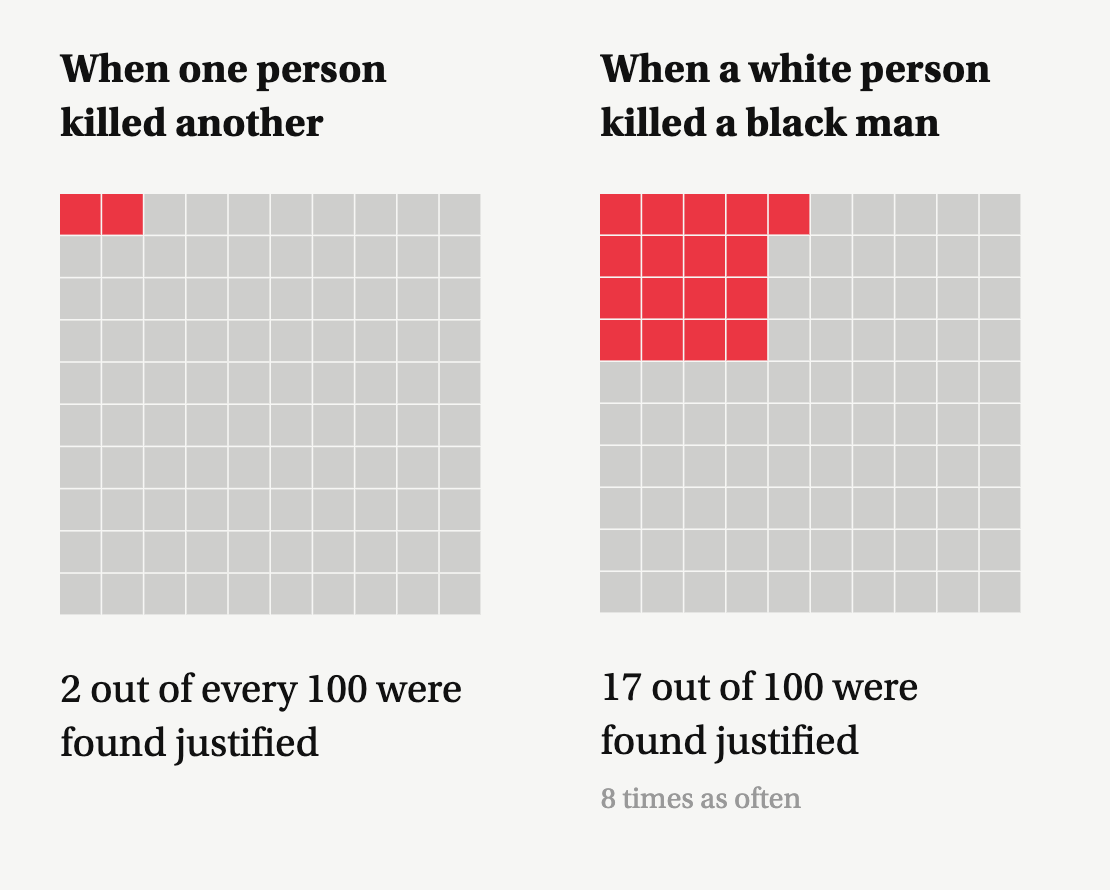 When one person
killed another
2 out of every 100 were
found justified
When a white person
killed a black man
17 out of 100 were
found justified
8 times as often